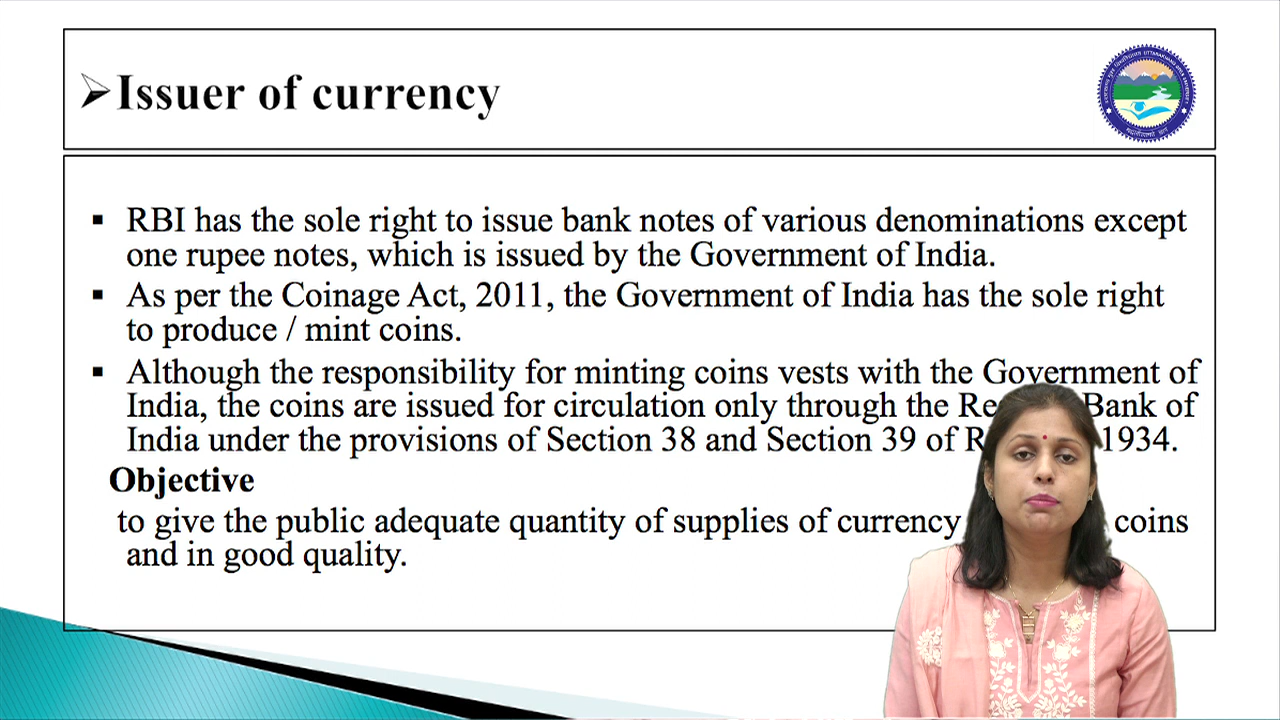 Issuer of currency
RBI has the sole right to issue bank notes of various denominations except
one rupee notes, which is issued by the Government of India.
As per the Coinage Act, 2011, the Government of India has the sole right
to produce / mint coins.
Although the responsibility for minting coins vests with the Government of
India, the coins are issued for circulation only through the Bank of
India under the provisions of Section 38 and Section 39 of 1934.
Objective
to give the public adequate quantity of supplies of currency coins
and in good quality.